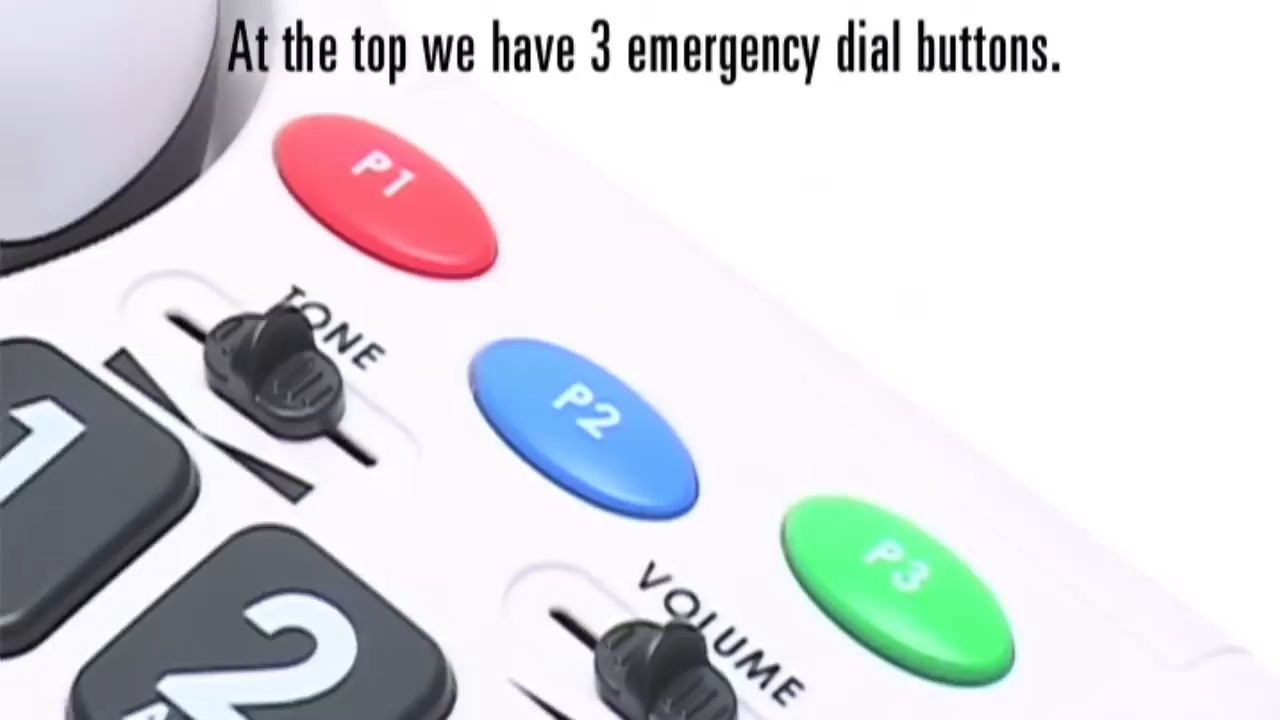 At the top we have 3 emergency dial buttons.
P1
TONE
P2
P3
VOLUME
1
2
A